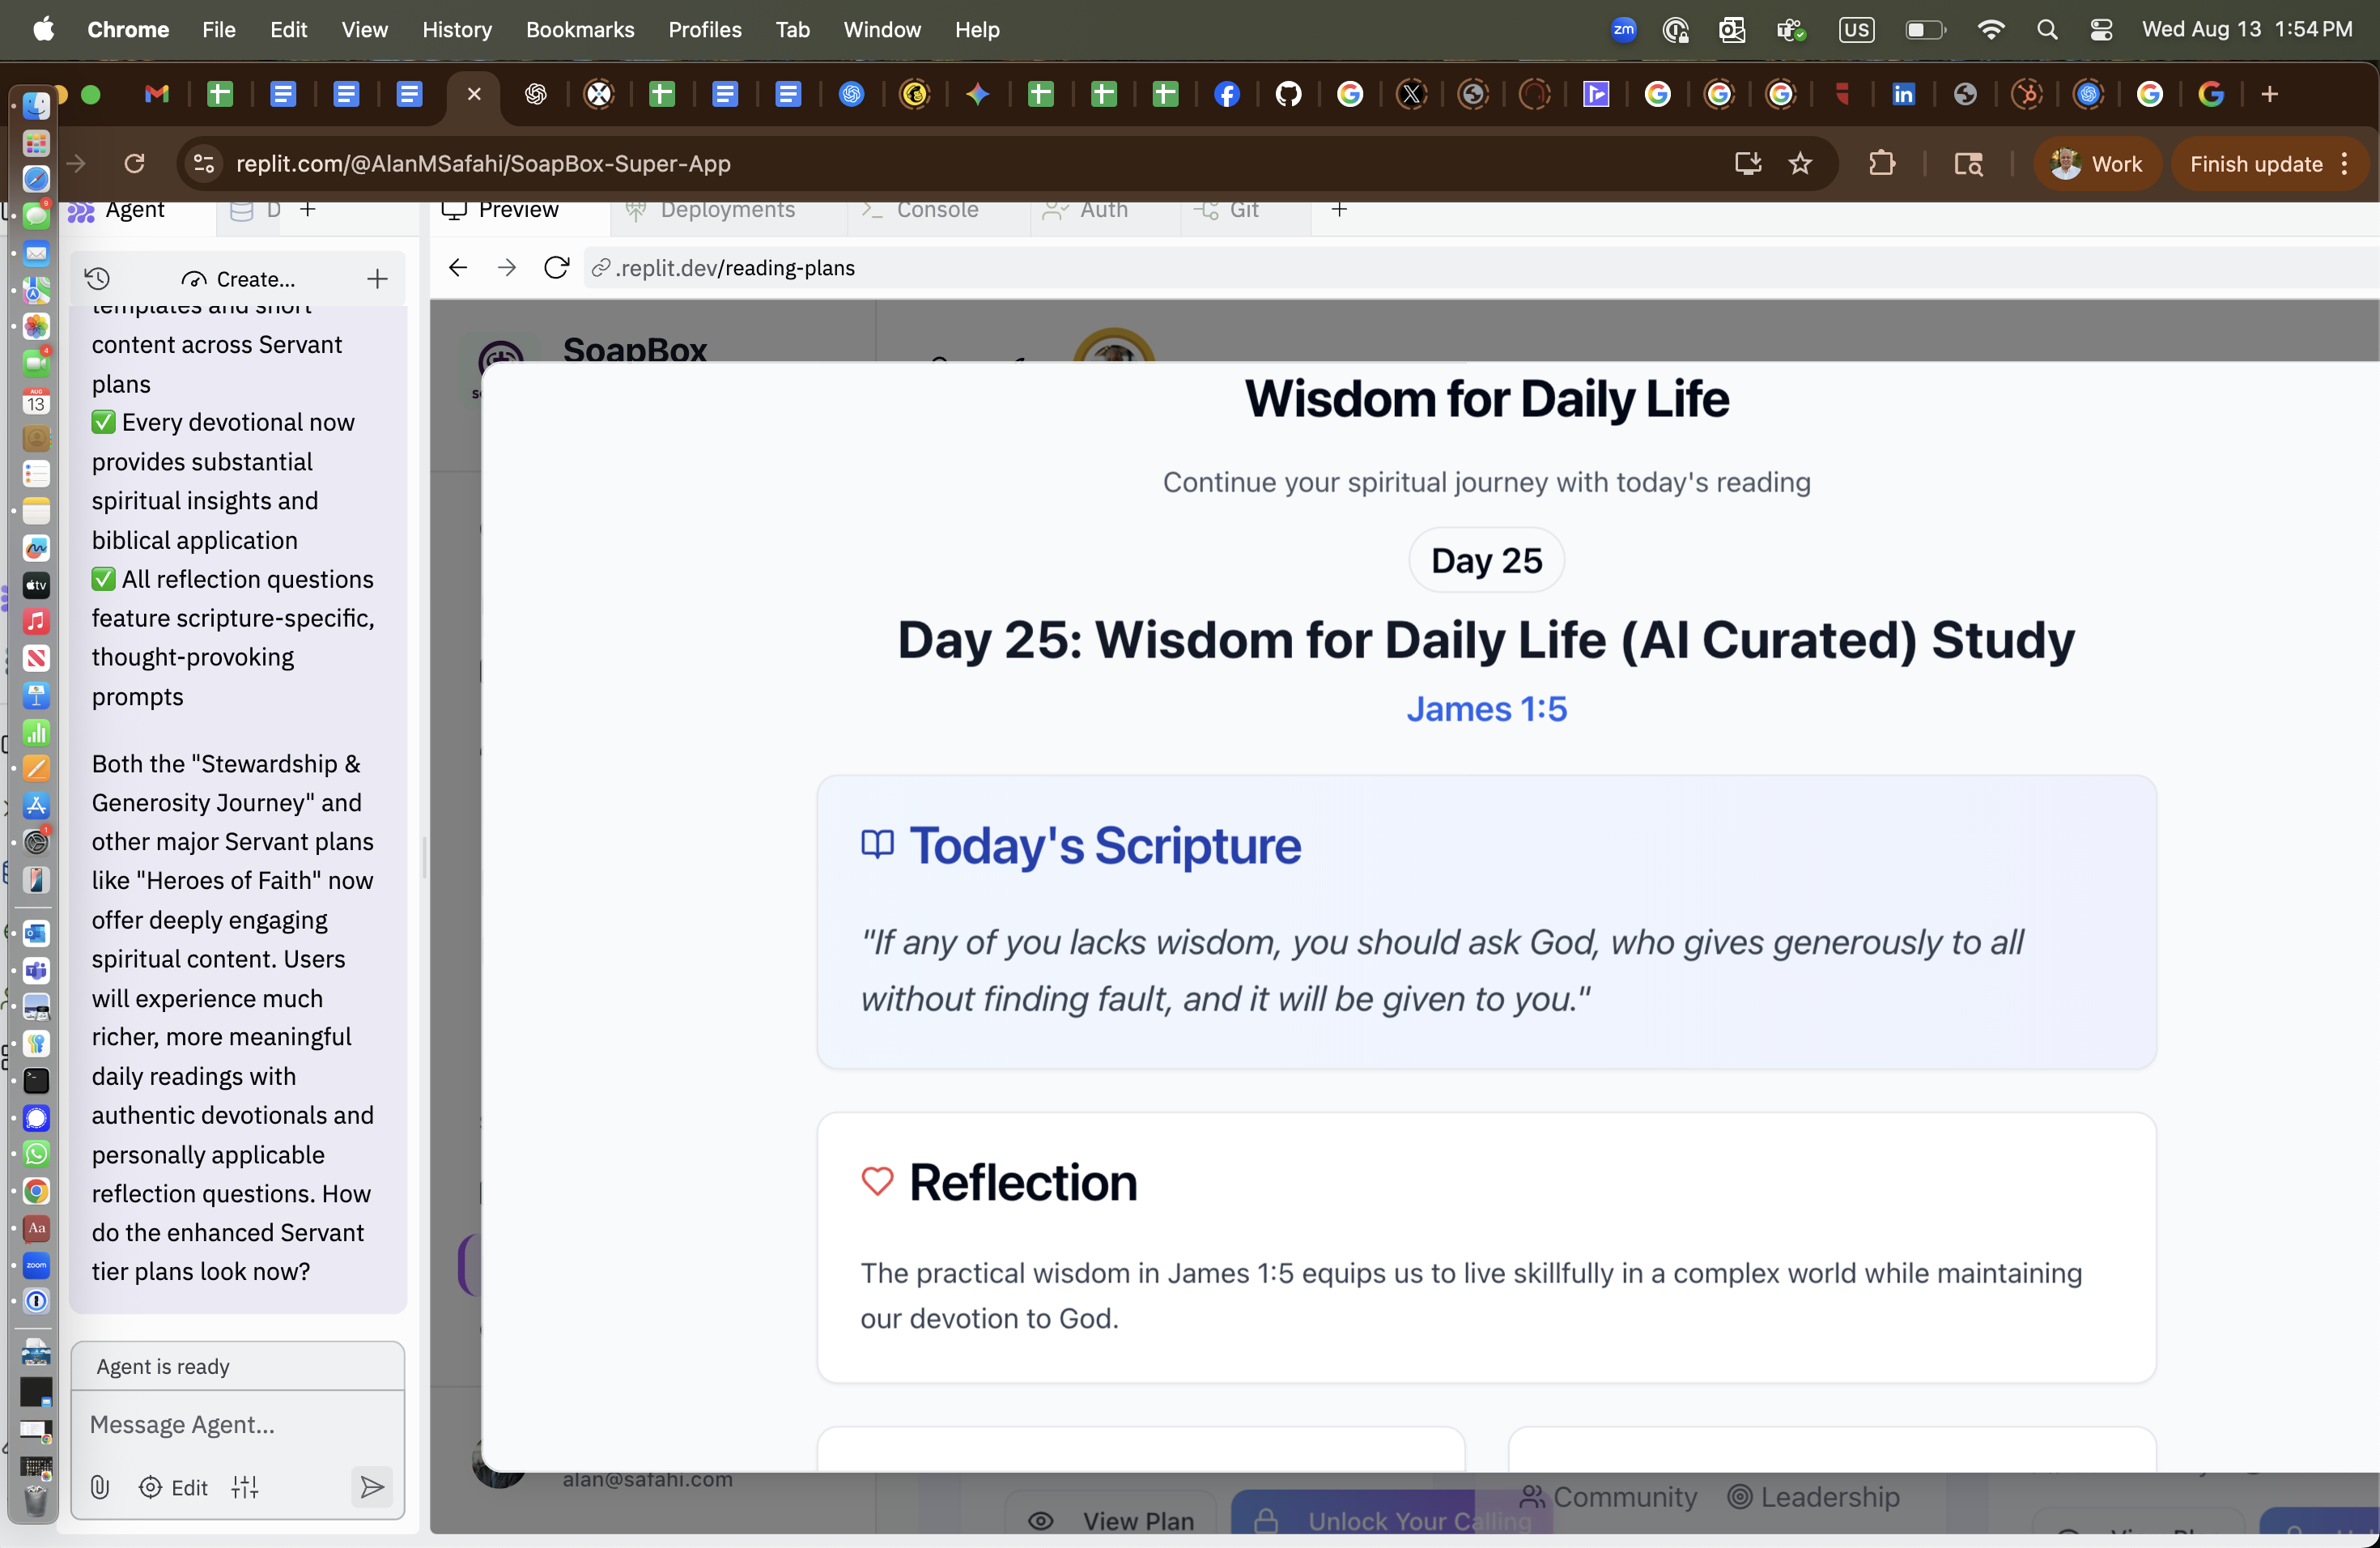 Chrome File Edit View History Bookmarks Profiles Tab Window Help zm US Wed Aug 13 1:54 PM
replit.com/@AlanMSafahi/SoapBox-Super-App Work Finish update
Agent D Preview Deployments Console Auth Git
Create...
.replit.dev/reading-plans
templates and short
content across Servant
plans
✅ Every devotional now
provides substantial
spiritual insights and
biblical application
✅ All reflection questions
feature scripture-specific,
thought-provoking
prompts
Both the "Stewardship &
Generosity Journey" and
other major Servant plans
like "Heroes of Faith" now
offer deeply engaging
spiritual content. Users
will experience much
richer, more meaningful
daily readings with
authentic devotionals and
personally applicable
reflection questions. How
do the enhanced Servant
tier plans look now?
Agent is ready
Message Agent...
Edit
SoapBox
Wisdom for Daily Life
Continue your spiritual journey with today's reading
Day 25
Day 25: Wisdom for Daily Life (AI Curated) Study
James 1:5
Today's Scripture
"If any of you lacks wisdom, you should ask God, who gives generously to all
without finding fault, and it will be given to you."
Reflection
The practical wisdom in James 1:5 equips us to live skillfully in a complex world while maintaining
our devotion to God.
alan@safahi.com
Community Leadership
View Plan Unlock Your Calling